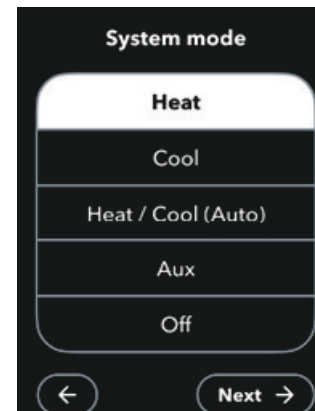 System mode
Heat
Cool
Heat / Cool (Auto)
Aux
Off
← Next →